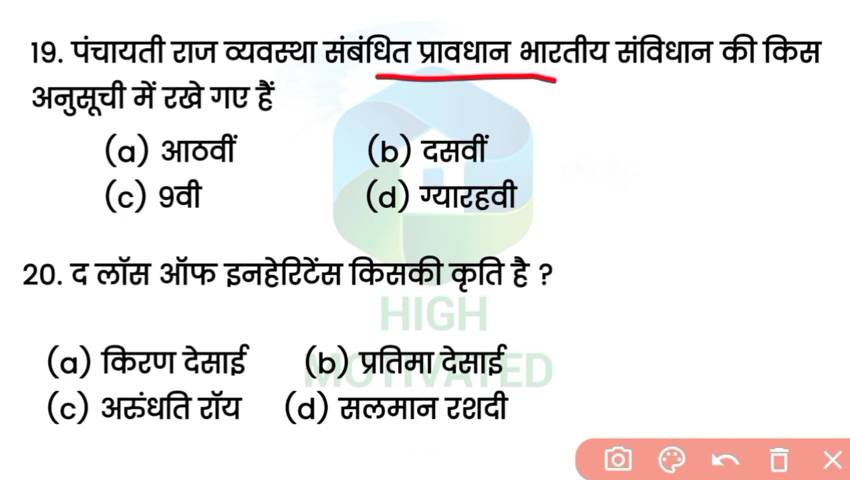 19. पंचायती राज व्यवस्था संबंधित प्रावधान भारतीय संविधान की किस
अनुसूची में रखे गए हैं
(a) आठवीं (b) दसवीं
(c) 9वी (d) ग्यारहवी
20. द लॉस ऑफ इनहेरिटेंस किसकी कृति है ?
HIGH
(a) किरण देसाई (b) प्रतिमा देसाई
MOTIVATED
(c) अरुंधति रॉय (d) सलमान रशदी